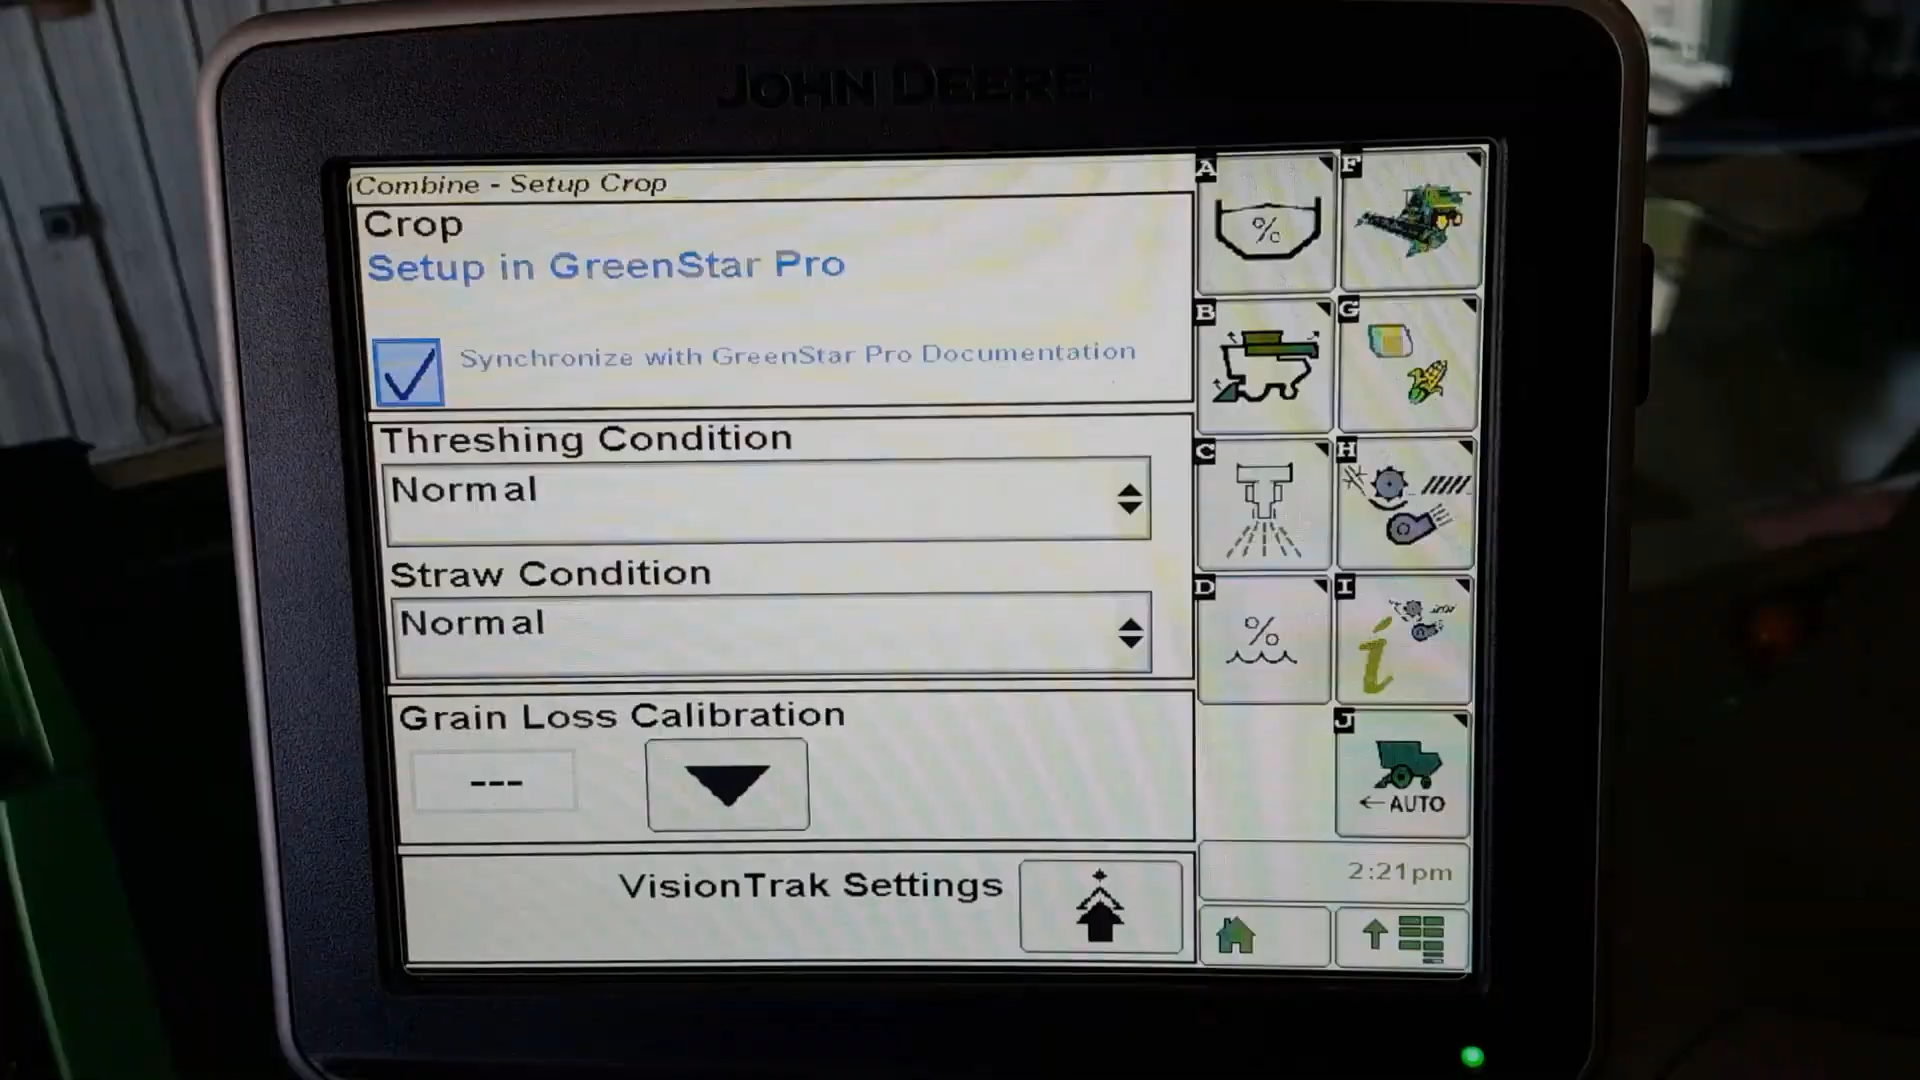 JOHN DEERE
Combine - Setup Crop
Crop
Setup in GreenStar Pro
Synchronize with GreenStar Pro Documentation
Threshing Condition
Normal
Straw Condition
Normal
Grain Loss Calibration
---
VisionTrak Settings
A
%
F
B
G
C
H
D
%
I
i
J
←AUTO
2:21pm